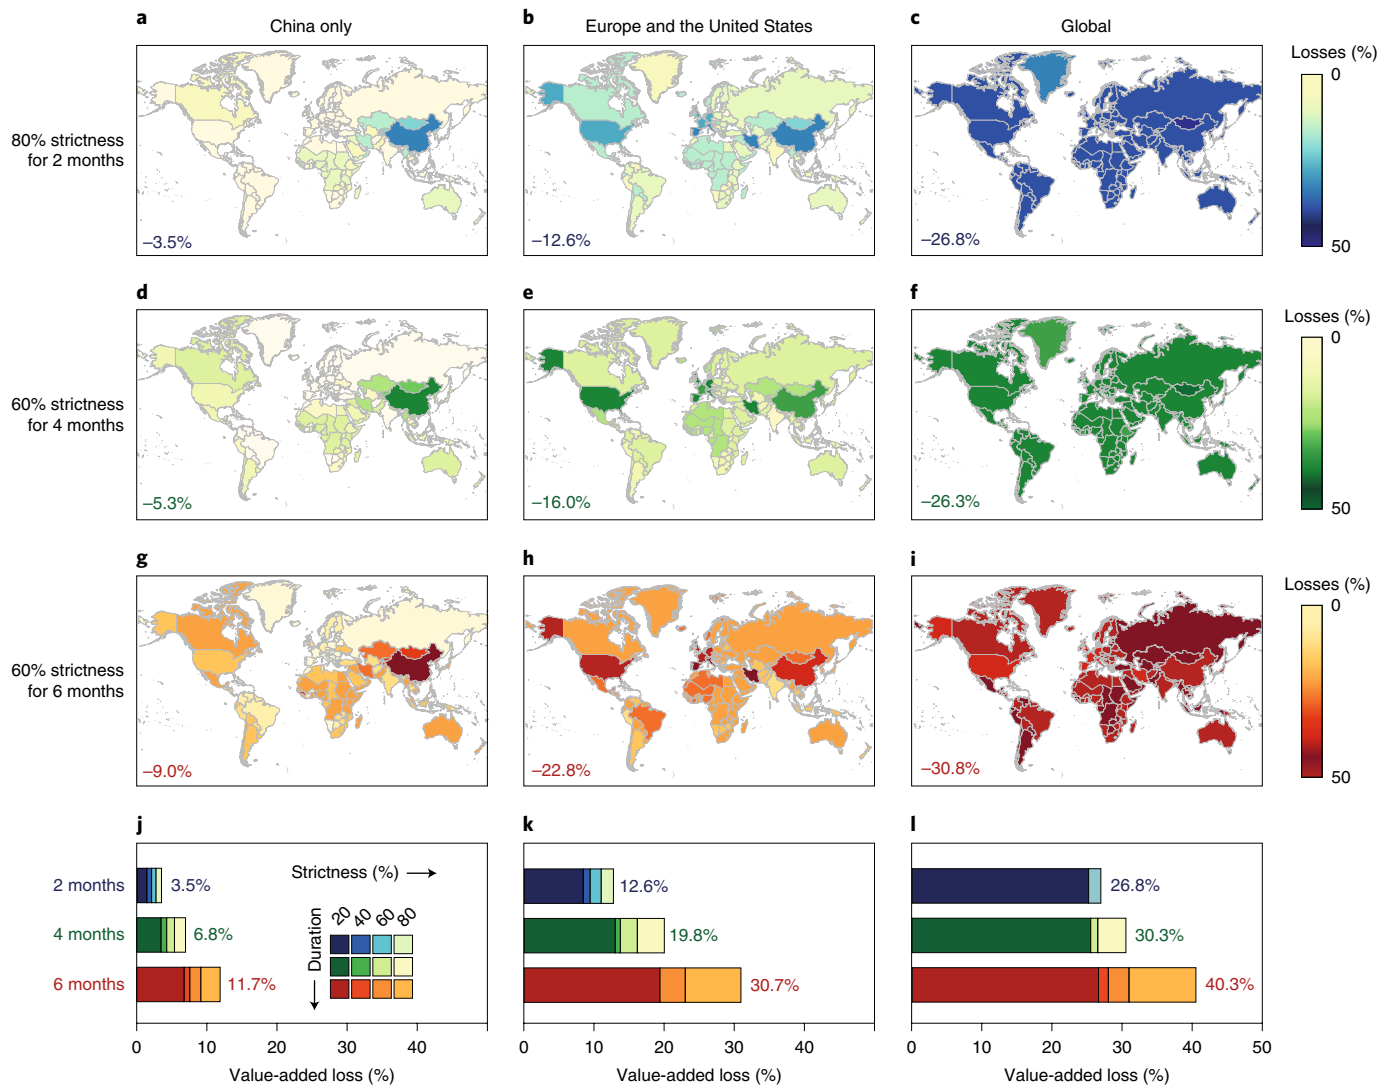 a
China only
b
Europe and the United States
c
Global
Losses (%)
0
50
80% strictness
for 2 months
–3.5%
–12.6%
–26.8%
d
e
f
Losses (%)
0
50
60% strictness
for 4 months
–5.3%
–16.0%
–26.3%
g
h
i
Losses (%)
0
50
60% strictness
for 6 months
–9.0%
–22.8%
–30.8%
j
k
l
2 months
4 months
6 months
3.5%
6.8%
11.7%
Strictness (%)
20 40 60 80
Duration
12.6%
19.8%
30.7%
26.8%
30.3%
40.3%
0 10 20 30 40
Value-added loss (%)
0 10 20 30 40
Value-added loss (%)
0 10 20 30 40 50
Value-added loss (%)